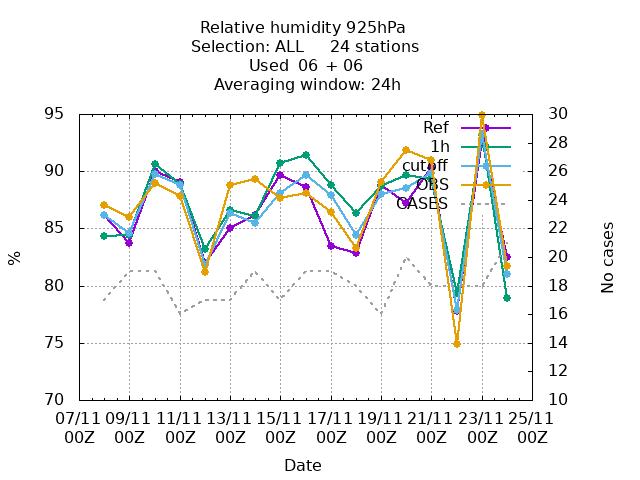 Relative humidity 925hPa
Selection: ALL 24 stations
Used 06 + 06
Averaging window: 24h
95 30
Ref
28
1h
90 26
cutoff
OBS
24
CASES
85 22
% 20
No cases
80 18
16
75 14
12
70 10
07/11 09/11 11/11 13/11 15/11 17/11 19/11 21/11 23/11 25/11
00Z 00Z 00Z 00Z 00Z 00Z 00Z 00Z 00Z 00Z
Date